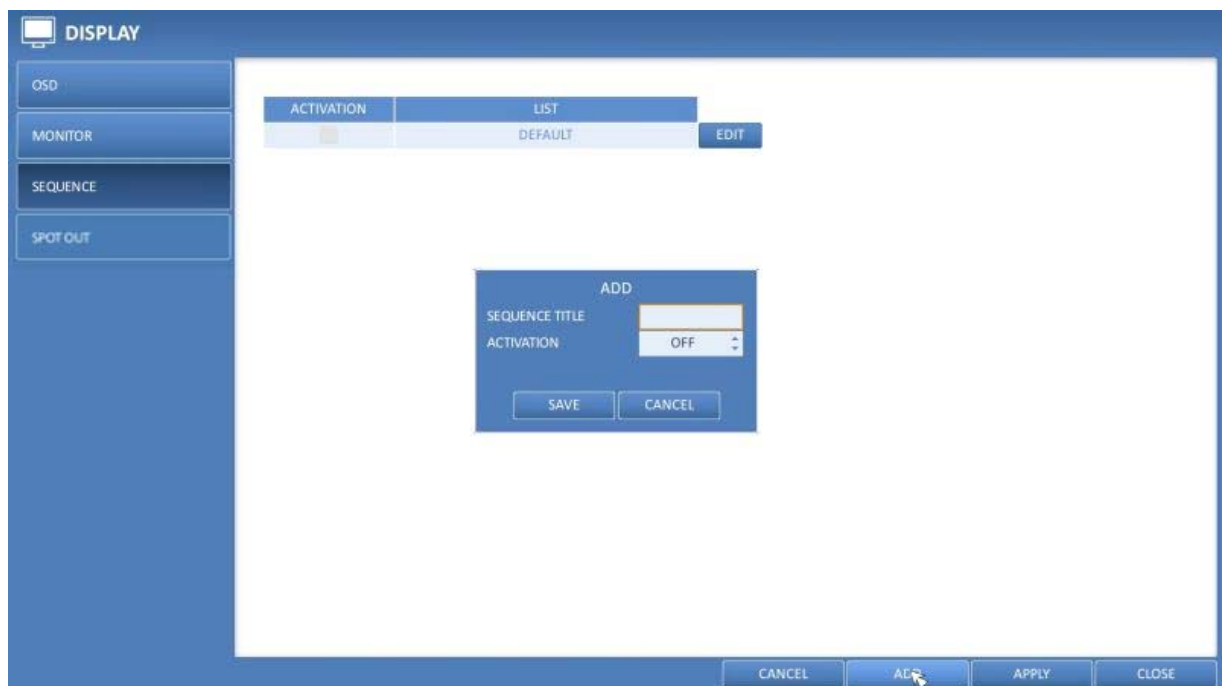 DISPLAY
OSD
MONITOR
SEQUENCE
SPOT OUT
ACTIVATION LIST
DEFAULT EDIT
ADD
SEQUENCE TITLE
ACTIVATION OFF
SAVE CANCEL
CANCEL ADD APPLY CLOSE